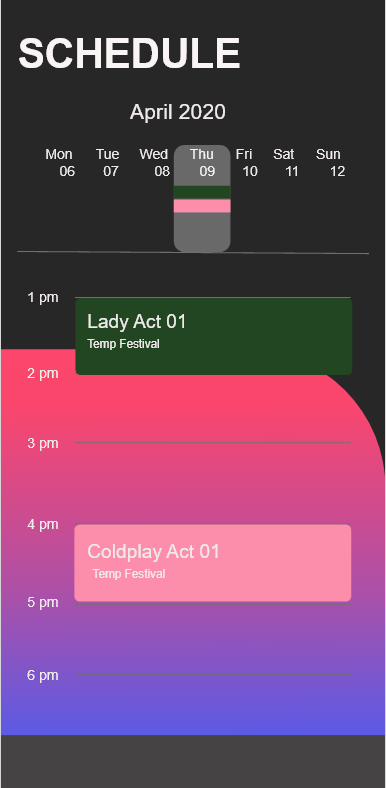 SCHEDULE
April 2020
Mon Tue Wed Thu Fri Sat Sun
06 07 08 09 10 11 12
1 pm
Lady Act 01
Temp Festival
2 pm
3 pm
4 pm
Coldplay Act 01
Temp Festival
5 pm
6 pm